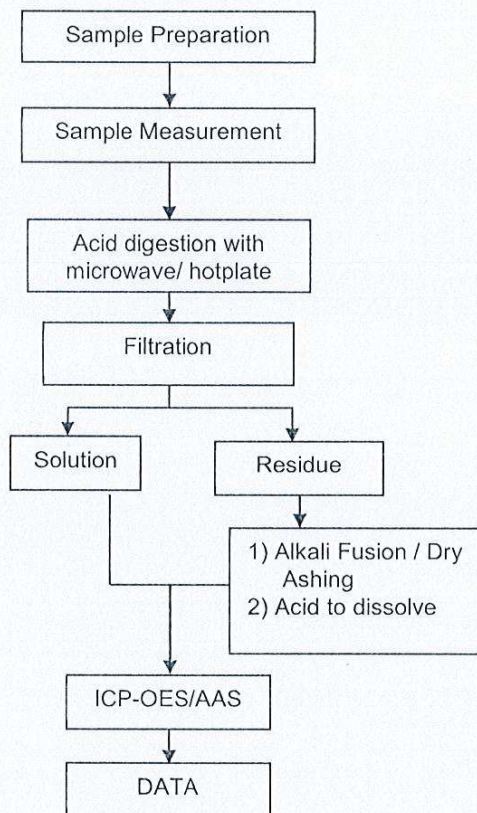 Sample Preparation
Sample Measurement
Acid digestion with
microwave/ hotplate
Filtration
Solution
Residue
1) Alkali Fusion / Dry
Ashing
2) Acid to dissolve
ICP-OES/AAS
DATA